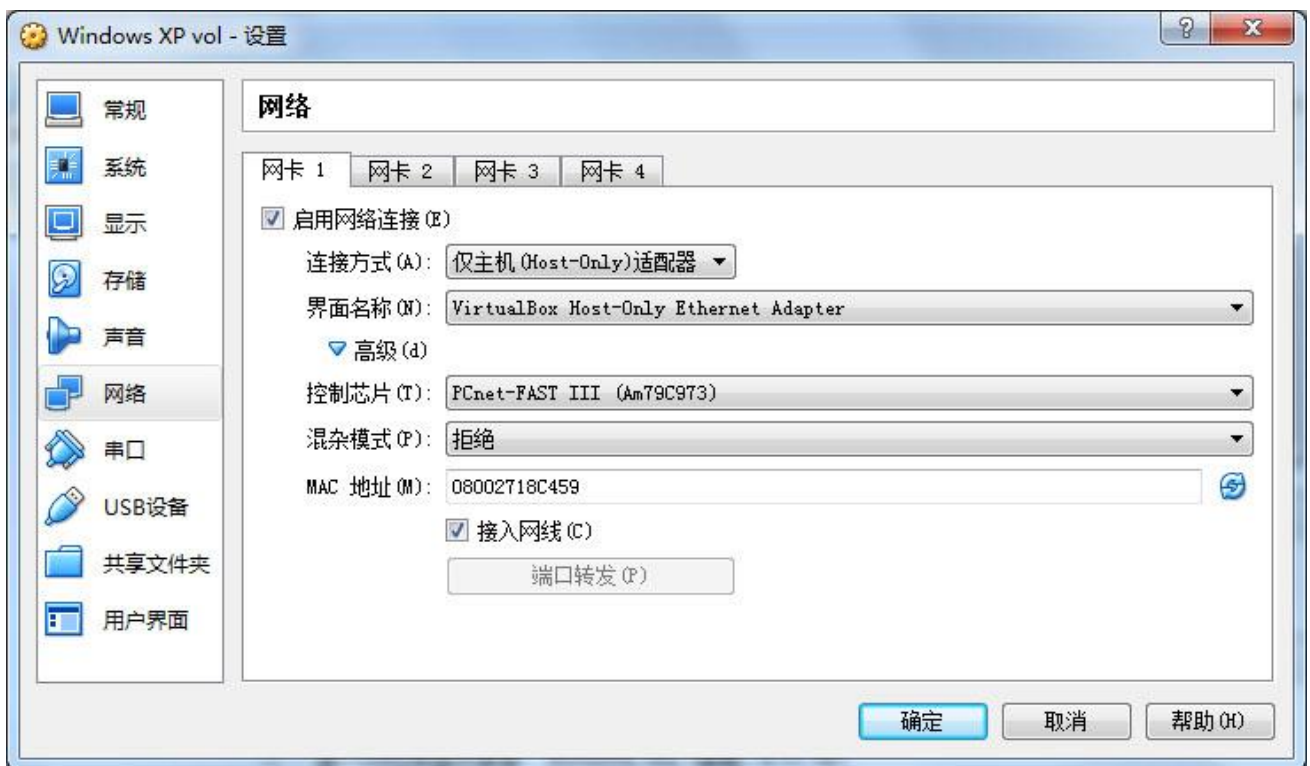 Windows XP vol - 设置
常规
系统
显示
存储
声音
网络
串口
USB设备
共享文件夹
用户界面
网络
网卡 1 网卡 2 网卡 3 网卡 4
启用网络连接(E)
连接方式(A): 仅主机(Host-Only)适配器
界面名称(N): VirtualBox Host-Only Ethernet Adapter
高级(d)
控制芯片(T): PCnet-FAST III (Am79C973)
混杂模式(P): 拒绝
MAC 地址(M): 08002718C459
接入网线(C)
端口转发(P)
确定 取消 帮助(H)